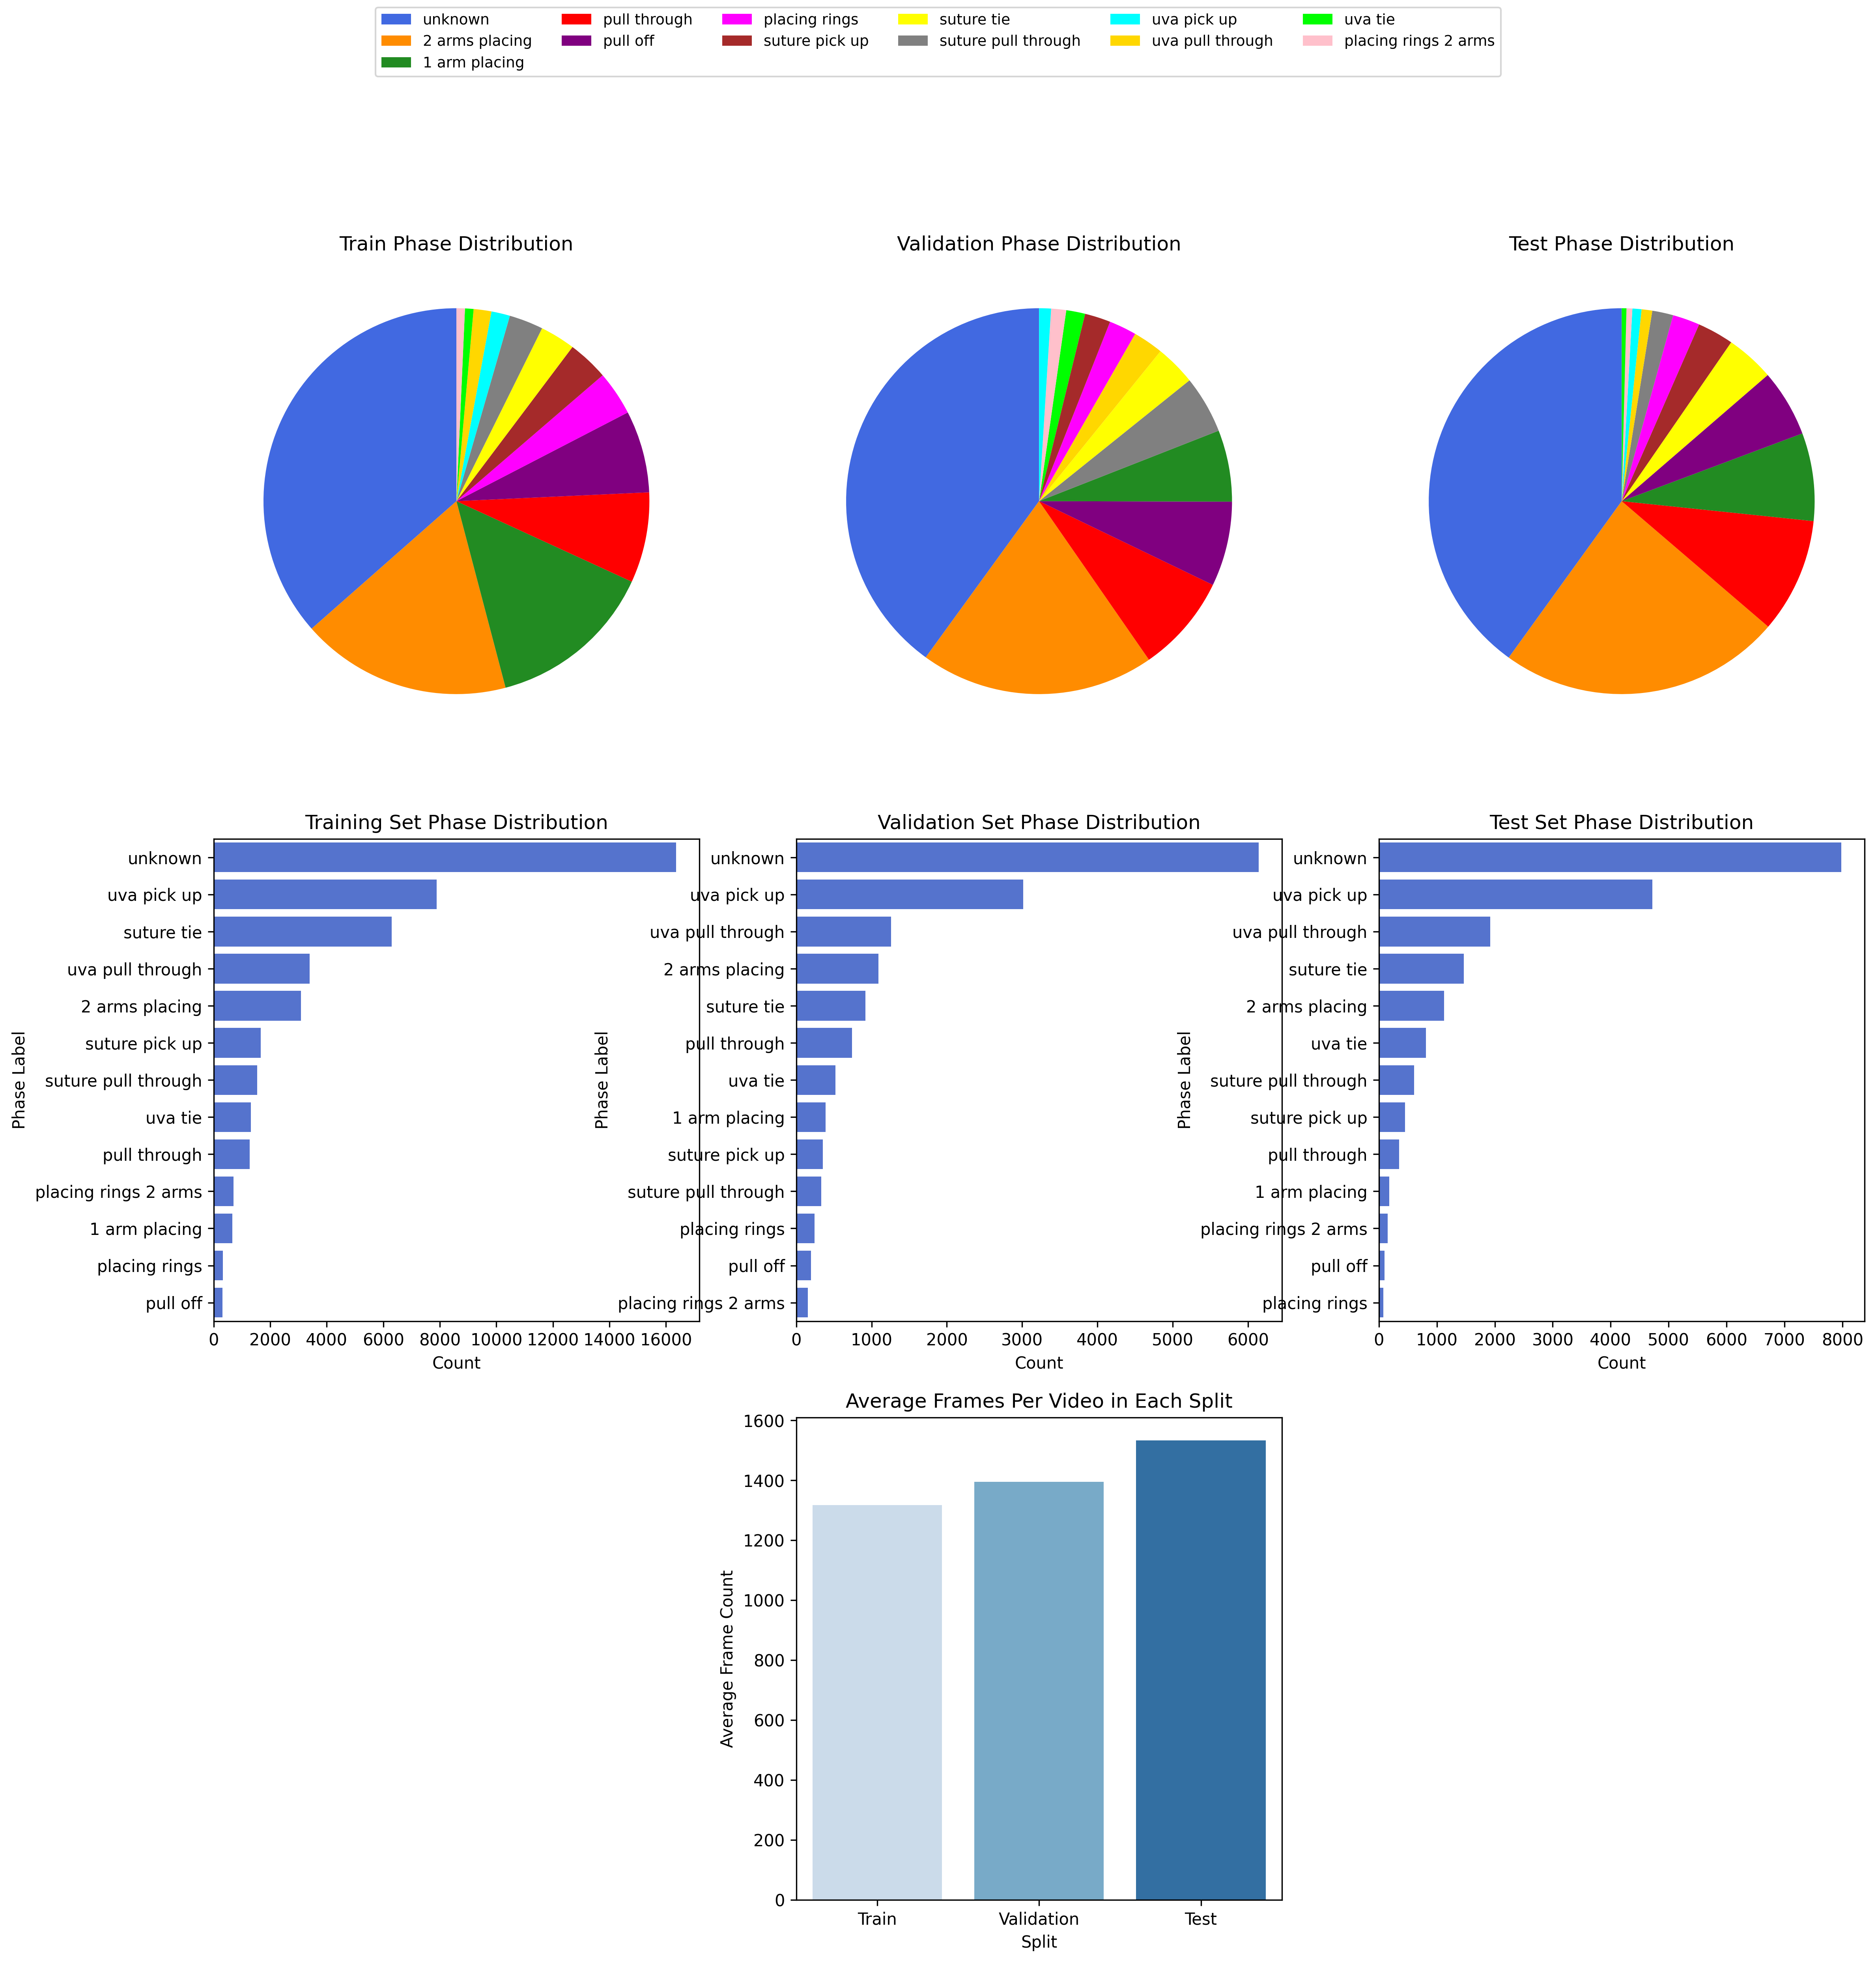 unknown
2 arms placing
1 arm placing
pull through
pull off
placing rings
suture pick up
suture tie
suture pull through
uva pick up
uva pull through
uva tie
placing rings 2 arms
Train Phase Distribution
Validation Phase Distribution
Test Phase Distribution
Training Set Phase Distribution
Phase Label
unknown
uva pick up
suture tie
uva pull through
2 arms placing
suture pick up
suture pull through
uva tie
pull through
placing rings 2 arms
1 arm placing
placing rings
pull off
0 2000 4000 6000 8000 10000 12000 14000 16000
Count
Validation Set Phase Distribution
Phase Label
unknown
uva pick up
uva pull through
2 arms placing
suture tie
pull through
uva tie
1 arm placing
suture pick up
suture pull through
placing rings
pull off
placing rings 2 arms
0 1000 2000 3000 4000 5000 6000
Count
Test Set Phase Distribution
Phase Label
unknown
uva pick up
uva pull through
suture tie
2 arms placing
uva tie
suture pull through
suture pick up
pull through
1 arm placing
placing rings 2 arms
pull off
placing rings
0 1000 2000 3000 4000 5000 6000 7000 8000
Count
Average Frames Per Video in Each Split
Average Frame Count
1600
1400
1200
1000
800
600
400
200
0
Train Validation Test
Split